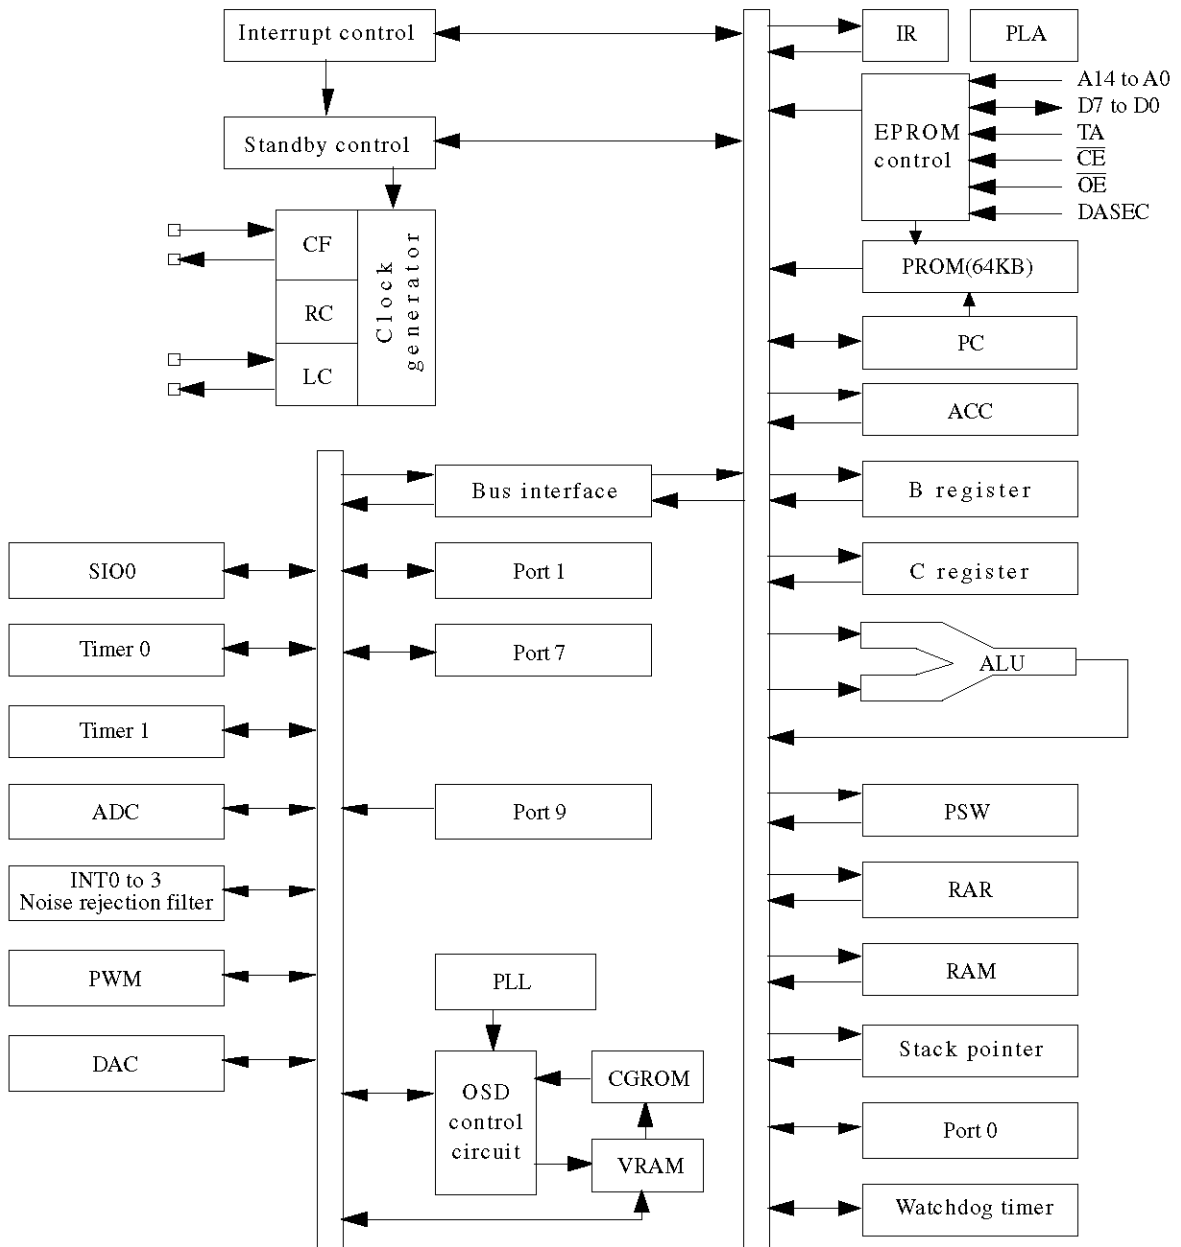 Interrupt control
IR
PLA
Standby control
EPROM
control
A14 to A0
D7 to D0
TA
CE
OE
DASEC
CF
RC
LC
Clock
generator
PROM(64KB)
PC
ACC
Bus interface
B register
SIO0
Port 1
C register
Timer 0
Port 7
ALU
Timer 1
ADC
Port 9
PSW
INT0 to 3
Noise rejection filter
RAR
PWM
PLL
RAM
DAC
OSD
control
circuit
CGROM
VRAM
Stack pointer
Port 0
Watchdog timer